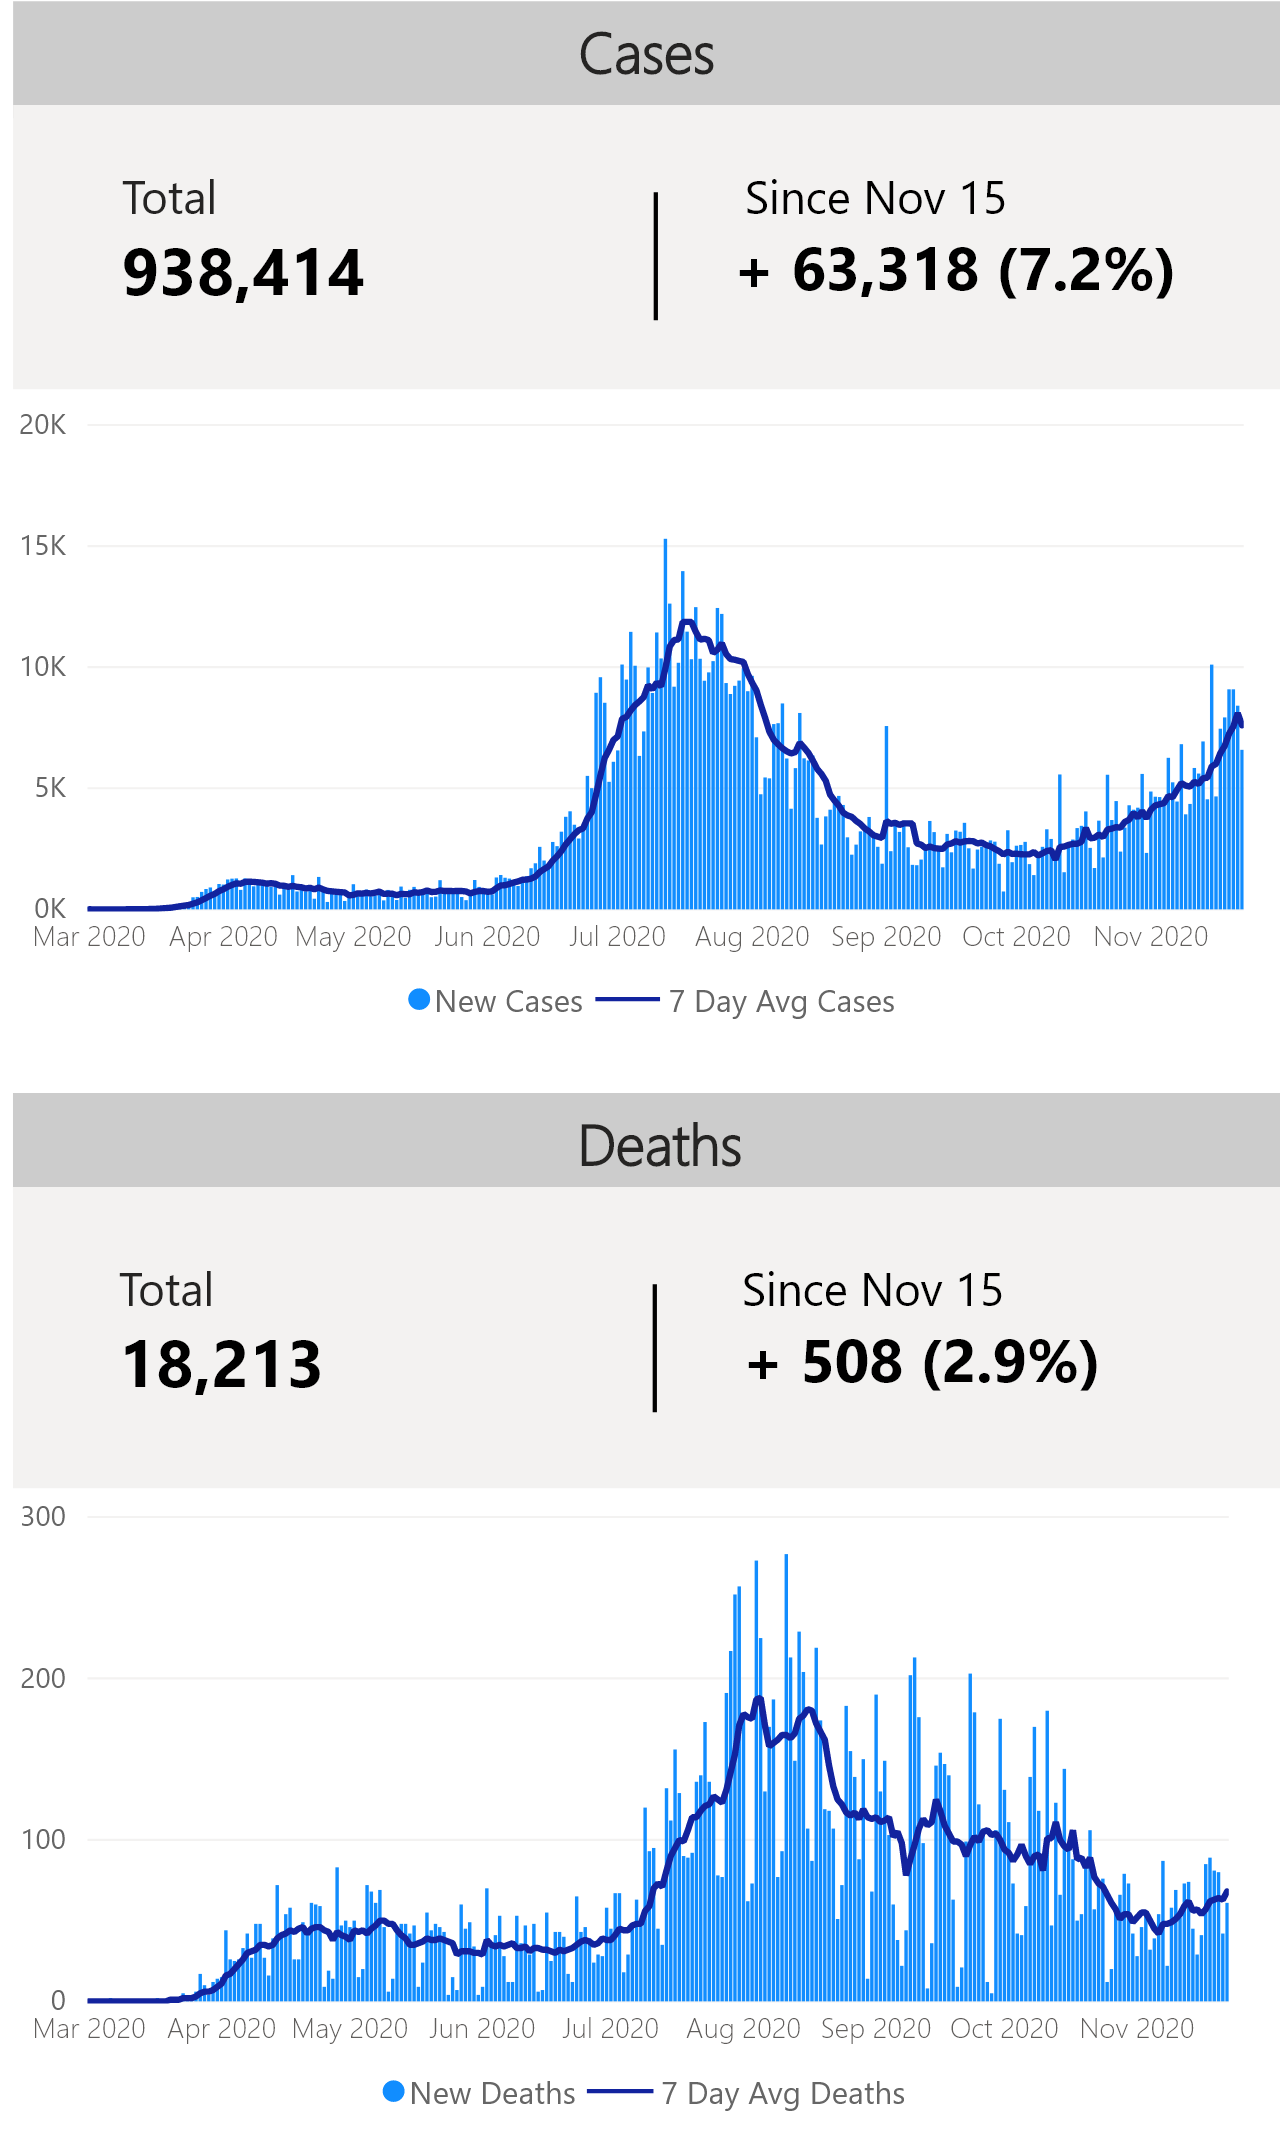 Cases
Total
Since Nov 15
938,414
+ 63,318 (7.2%)
20K
15K
10K
5K
0K
Mar 2020 Apr 2020 May 2020 Jun 2020 Jul 2020 Aug 2020 Sep 2020 Oct 2020 Nov 2020
New Cases 7 Day Avg Cases
Deaths
Total
Since Nov 15
18,213
+ 508 (2.9%)
300
200
100
0
Mar 2020 Apr 2020 May 2020 Jun 2020 Jul 2020 Aug 2020 Sep 2020 Oct 2020 Nov 2020
New Deaths 7 Day Avg Deaths